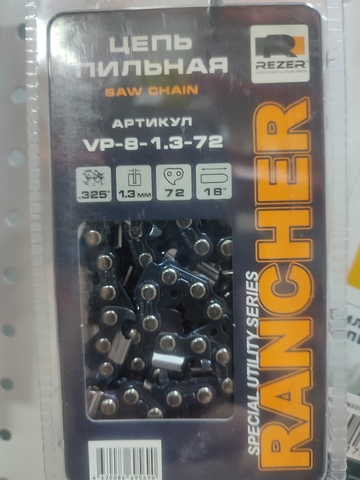 ЦЕПЬ
ПИЛЬНАЯ
SAW CHAIN
REZER
АРТИКУЛ
VP-8-1.3-72
.325" 1.3 мм 72 18"
SPECIAL UTILITY SERIES
RANCHER